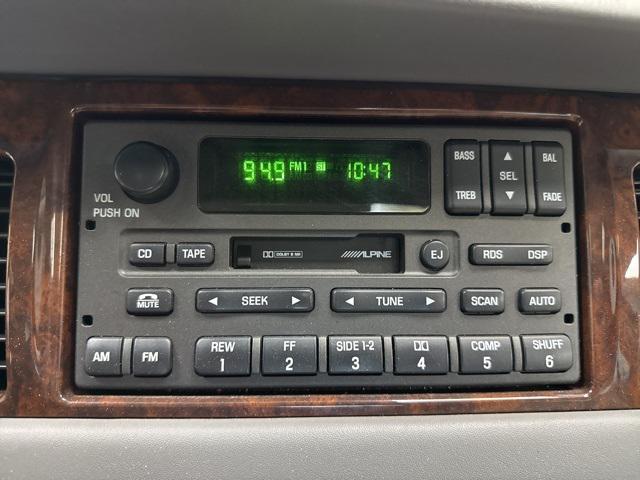 94.9 FM1 10:47
BASS
TREB
SEL
BAL
FADE
VOL
PUSH ON
CD
TAPE
DOLBY B NR
ALPINE
EJ
RDS DSP
MUTE
SEEK
TUNE
SCAN
AUTO
AM
FM
REW
1
FF
2
SIDE 1-2
3
4
COMP
5
SHUFF
6